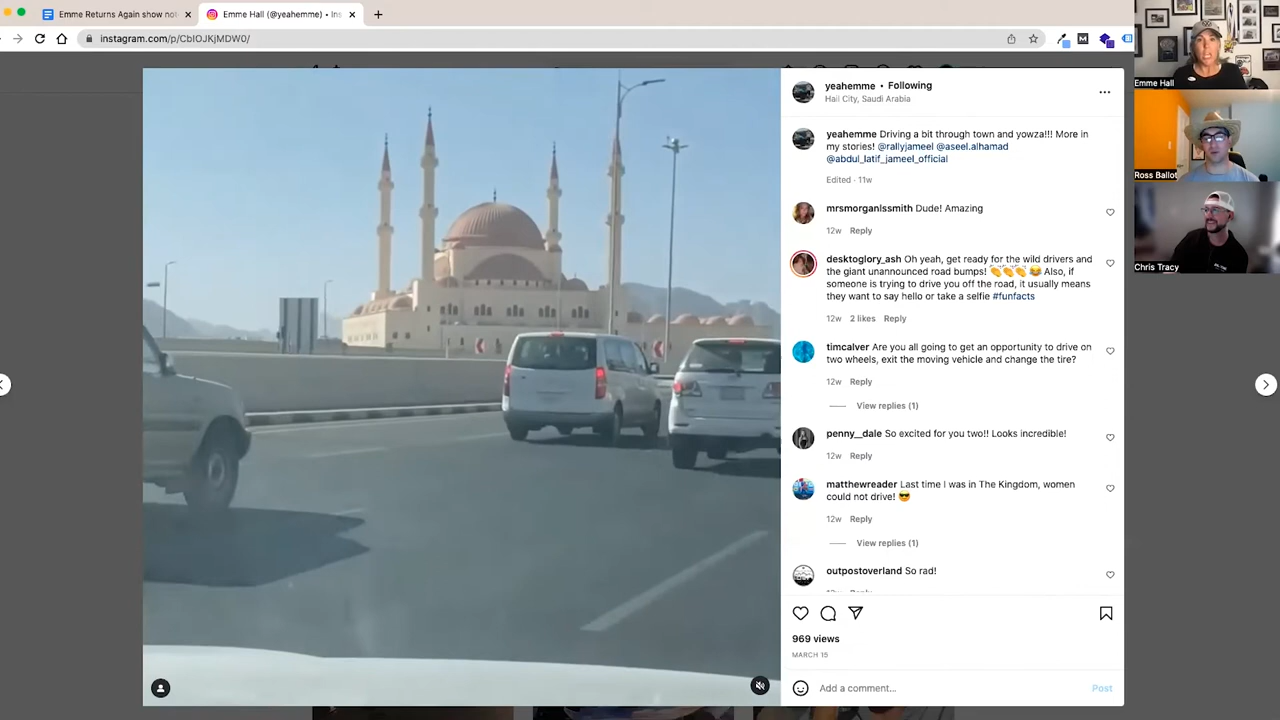 Emme Returns Again show not
Emme Hall (@yeahemme) • Ins
instagram.com/p/CbIOJKjMDW0/
yeahemme • Following
Hail City, Saudi Arabia
yeahemme Driving a bit through town and yowza!!! More in
my stories! @rallyjameel @aseel.alhamad
@abdul_latif_jameel_official
Edited · 11w
mrsmorganlssmith Dude! Amazing
12w Reply
desktoglory_ash Oh yeah, get ready for the wild drivers and
the giant unannounced road bumps! 👏👏👏😂 Also, if
someone is trying to drive you off the road, it usually means
they want to say hello or take a selfie #funfacts
12w 2 likes Reply
timcalver Are you all going to get an opportunity to drive on
two wheels, exit the moving vehicle and change the tire?
12w Reply
View replies (1)
penny__dale So excited for you two!! Looks incredible!
12w Reply
matthewreader Last time I was in The Kingdom, women
could not drive! 😎
12w Reply
View replies (1)
outpostoverland So rad!
969 views
MARCH 15
Add a comment...
Post
Emme Hall
Ross Ballot
Chris Tracy